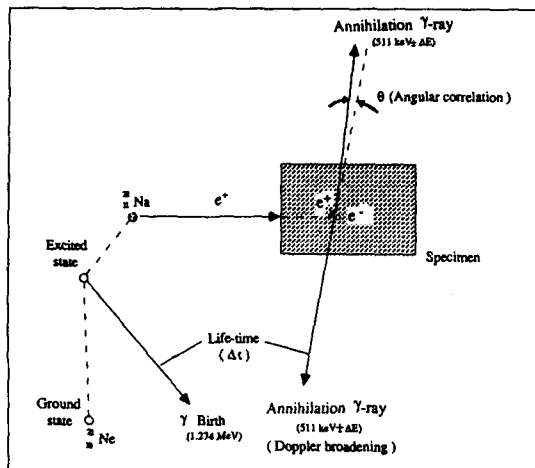 Annihilation γ-ray
(511 keV± ΔE)
θ (Angular correlation )
Na
e⁺
e⁺
e⁻
Excited
state
Specimen
Life-time
( Δt )
Ground
state
Ne
γ Birth
(1.274 MeV)
Annihilation γ-ray
(511 keV± ΔE)
( Doppler broadening )